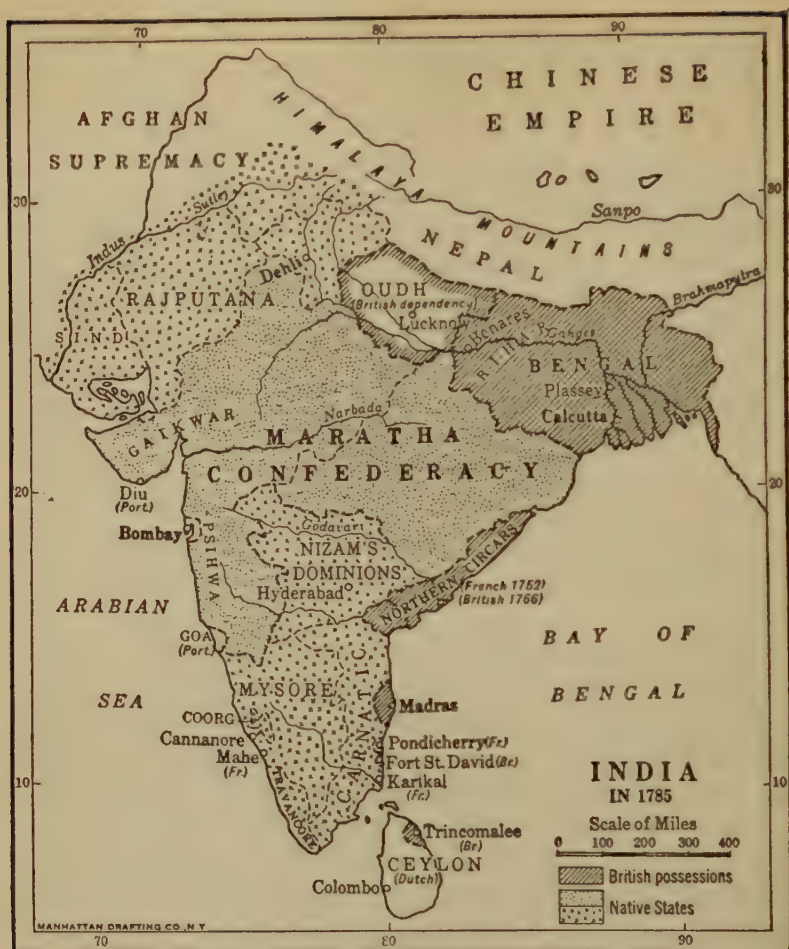 70 80 90
CHINESE
EMPIRE
AFGHAN
SUPREMACY
HIMALAYA
MOUNTAINS
30 30
Sanpo
Indus
Sutlej
NEPAL
Dehli
Brahmaputra
OUDH
(British dependency)
Lucknow
RAJPUTANA
SIND
Benares
BIHAR
Ganges
BENGAL
Plassey
Calcutta
GAIKWAR
Narbada
MARATHA
CONFEDERACY
20 20
Diu
(Port.)
Bombay
PSIHWA
Godavari
NIZAM'S
DOMINIONS
Hyderabad
NORTHERN CIRCARS
(French 1752)
(British 1766)
ARABIAN
SEA
GOA
(Port.)
BAY OF
BENGAL
MYSORE
CARNATIC
Madras
COORG
Cannanore
Mahe
(Fr.)
Pondicherry (Fr.)
Fort St. David (Br.)
Karikal
(Fr.)
TRAVANCORE
10 10
INDIA
IN 1785
Scale of Miles
0 100 200 300 400
British possessions
Native States
Trincomalee
(Br.)
CEYLON
(Dutch)
Colombo
MANHATTAN DRAFTING CO., N.Y.
70 80 90